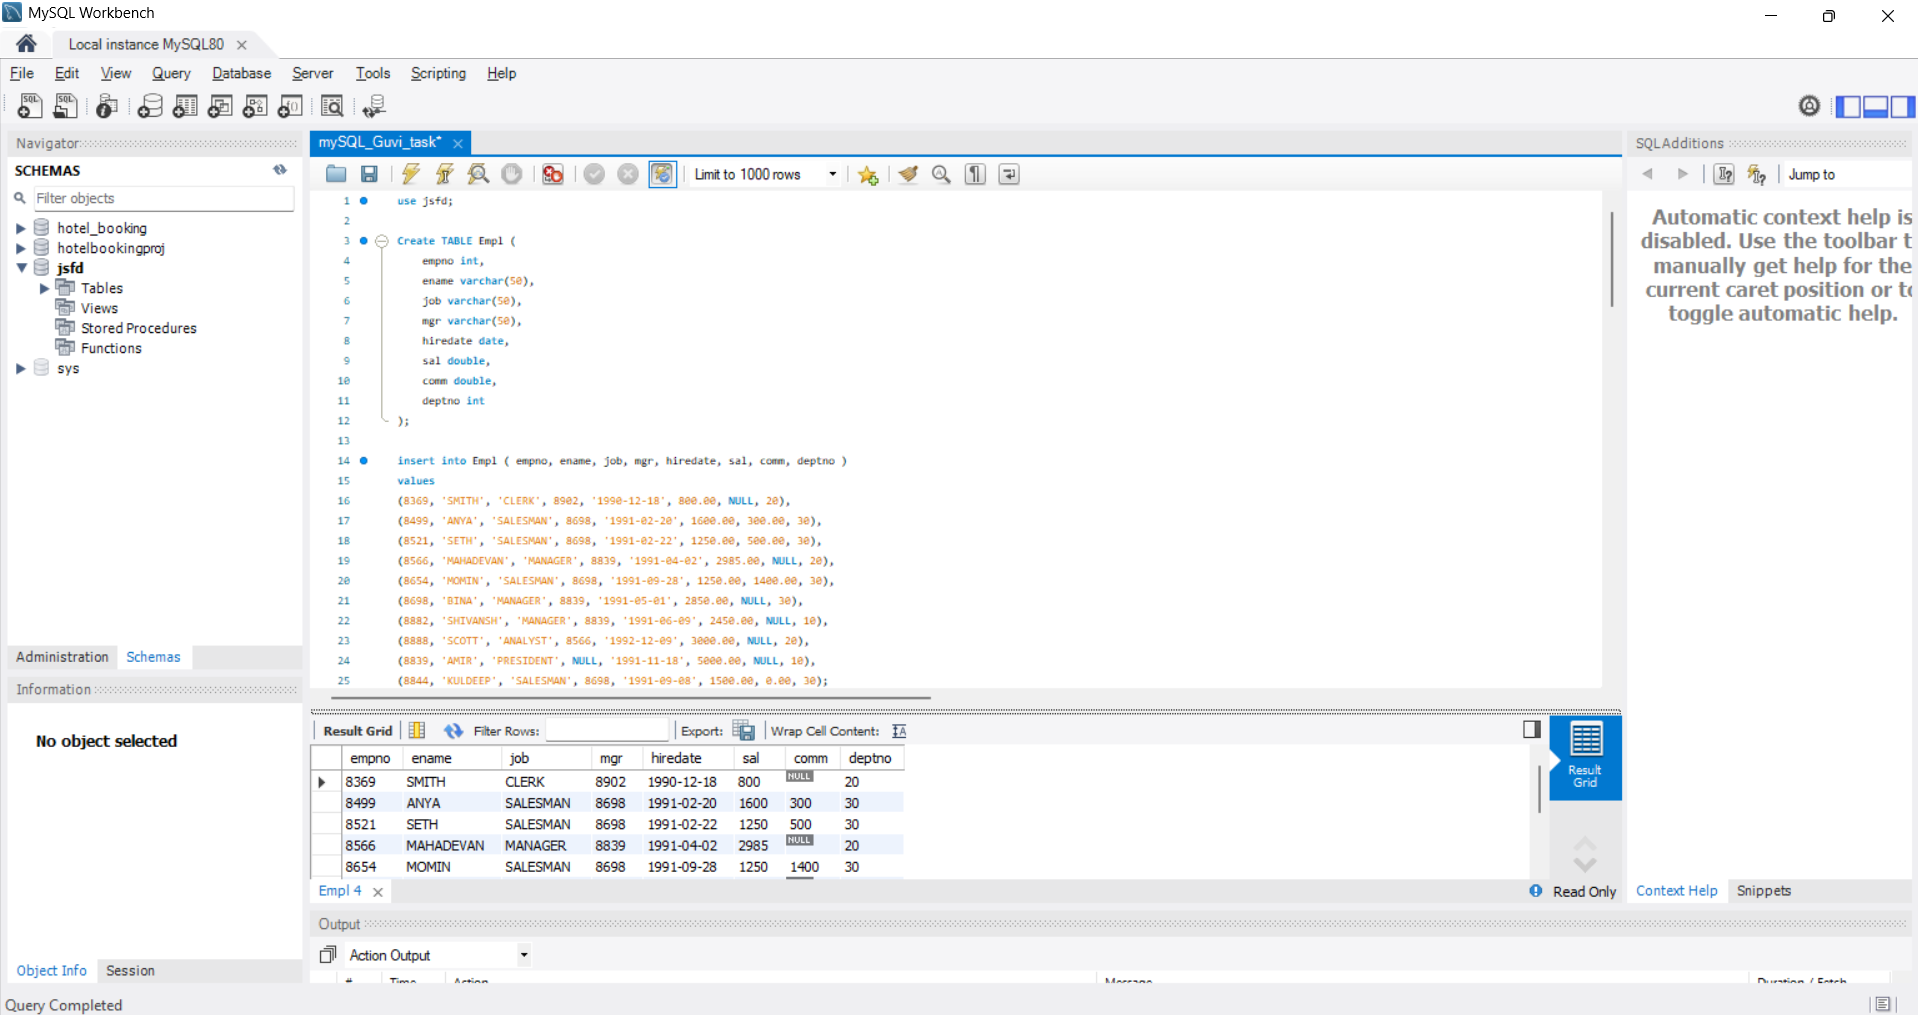 MySQL Workbench
Local instance MySQL80
File Edit View Query Database Server Tools Scripting Help
Navigator
SCHEMAS
Filter objects
hotel_booking
hotelbookingproj
jsfd
Tables
Views
Stored Procedures
Functions
sys
Administration Schemas
Information
No object selected
Object Info Session
Query Completed
mySQL_Guvi_task*
Limit to 1000 rows
1 use jsfd;
2
3 Create TABLE Empl (
4 empno int,
5 ename varchar(50),
6 job varchar(50),
7 mgr varchar(50),
8 hiredate date,
9 sal double,
10 comm double,
11 deptno int
12 );
13
14 insert into Empl ( empno, ename, job, mgr, hiredate, sal, comm, deptno )
15 values
16 (8369, 'SMITH', 'CLERK', 8902, '1990-12-18', 800.00, NULL, 20),
17 (8499, 'ANYA', 'SALESMAN', 8698, '1991-02-20', 1600.00, 300.00, 30),
18 (8521, 'SETH', 'SALESMAN', 8698, '1991-02-22', 1250.00, 500.00, 30),
19 (8566, 'MAHADEVAN', 'MANAGER', 8839, '1991-04-02', 2985.00, NULL, 20),
20 (8654, 'MOMIN', 'SALESMAN', 8698, '1991-09-28', 1250.00, 1400.00, 30),
21 (8698, 'BINA', 'MANAGER', 8839, '1991-05-01', 2850.00, NULL, 30),
22 (8882, 'SHIVANSH', 'MANAGER', 8839, '1991-06-09', 2450.00, NULL, 10),
23 (8888, 'SCOTT', 'ANALYST', 8566, '1992-12-09', 3000.00, NULL, 20),
24 (8839, 'AMIR', 'PRESIDENT', NULL, '1991-11-18', 5000.00, NULL, 10),
25 (8844, 'KULDEEP', 'SALESMAN', 8698, '1991-09-08', 1500.00, 0.00, 30);
Result Grid Filter Rows: Export: Wrap Cell Content:
empno ename job mgr hiredate sal comm deptno
8369 SMITH CLERK 8902 1990-12-18 800 NULL 20
8499 ANYA SALESMAN 8698 1991-02-20 1600 300 30
8521 SETH SALESMAN 8698 1991-02-22 1250 500 30
8566 MAHADEVAN MANAGER 8839 1991-04-02 2985 NULL 20
8654 MOMIN SALESMAN 8698 1991-09-28 1250 1400 30
Result
Grid
Empl 4
Read Only
Output
Action Output
# Time Action Message Duration / Fetch
SQLAdditions
Jump to
Automatic context help is
disabled. Use the toolbar t
manually get help for the
current caret position or to
toggle automatic help.
Context Help Snippets